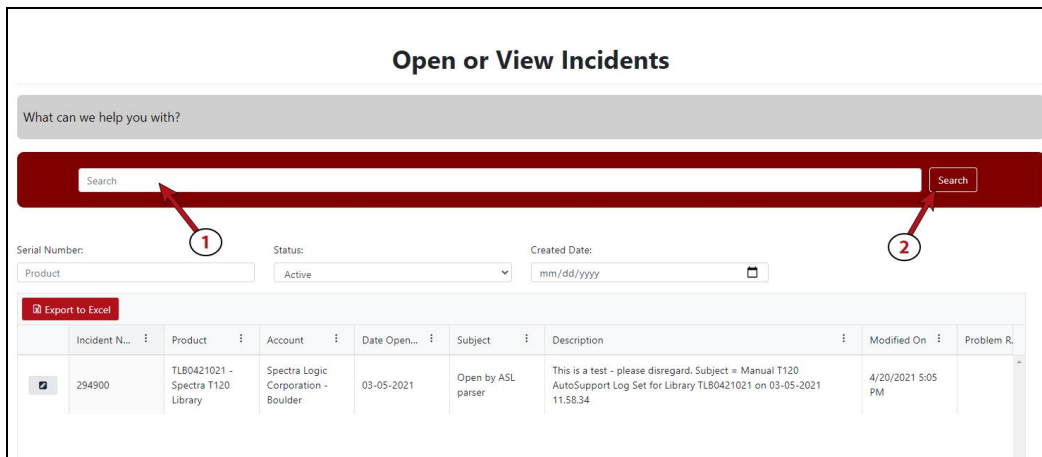 Open or View Incidents
What can we help you with?
Search
Search
1
2
Serial Number:
Status:
Created Date:
Product
Active
mm/dd/yyyy
Export to Excel
Incident N...
Product
Account
Date Open...
Subject
Description
Modified On
Problem R.
294900
TLB0421021 -
Spectra T120
Library
Spectra Logic
Corporation -
Boulder
03-05-2021
Open by ASL
parser
This is a test - please disregard. Subject = Manual T120
AutoSupport Log Set for Library TLB0421021 on 03-05-2021
11.58.34
4/20/2021 5:05
PM